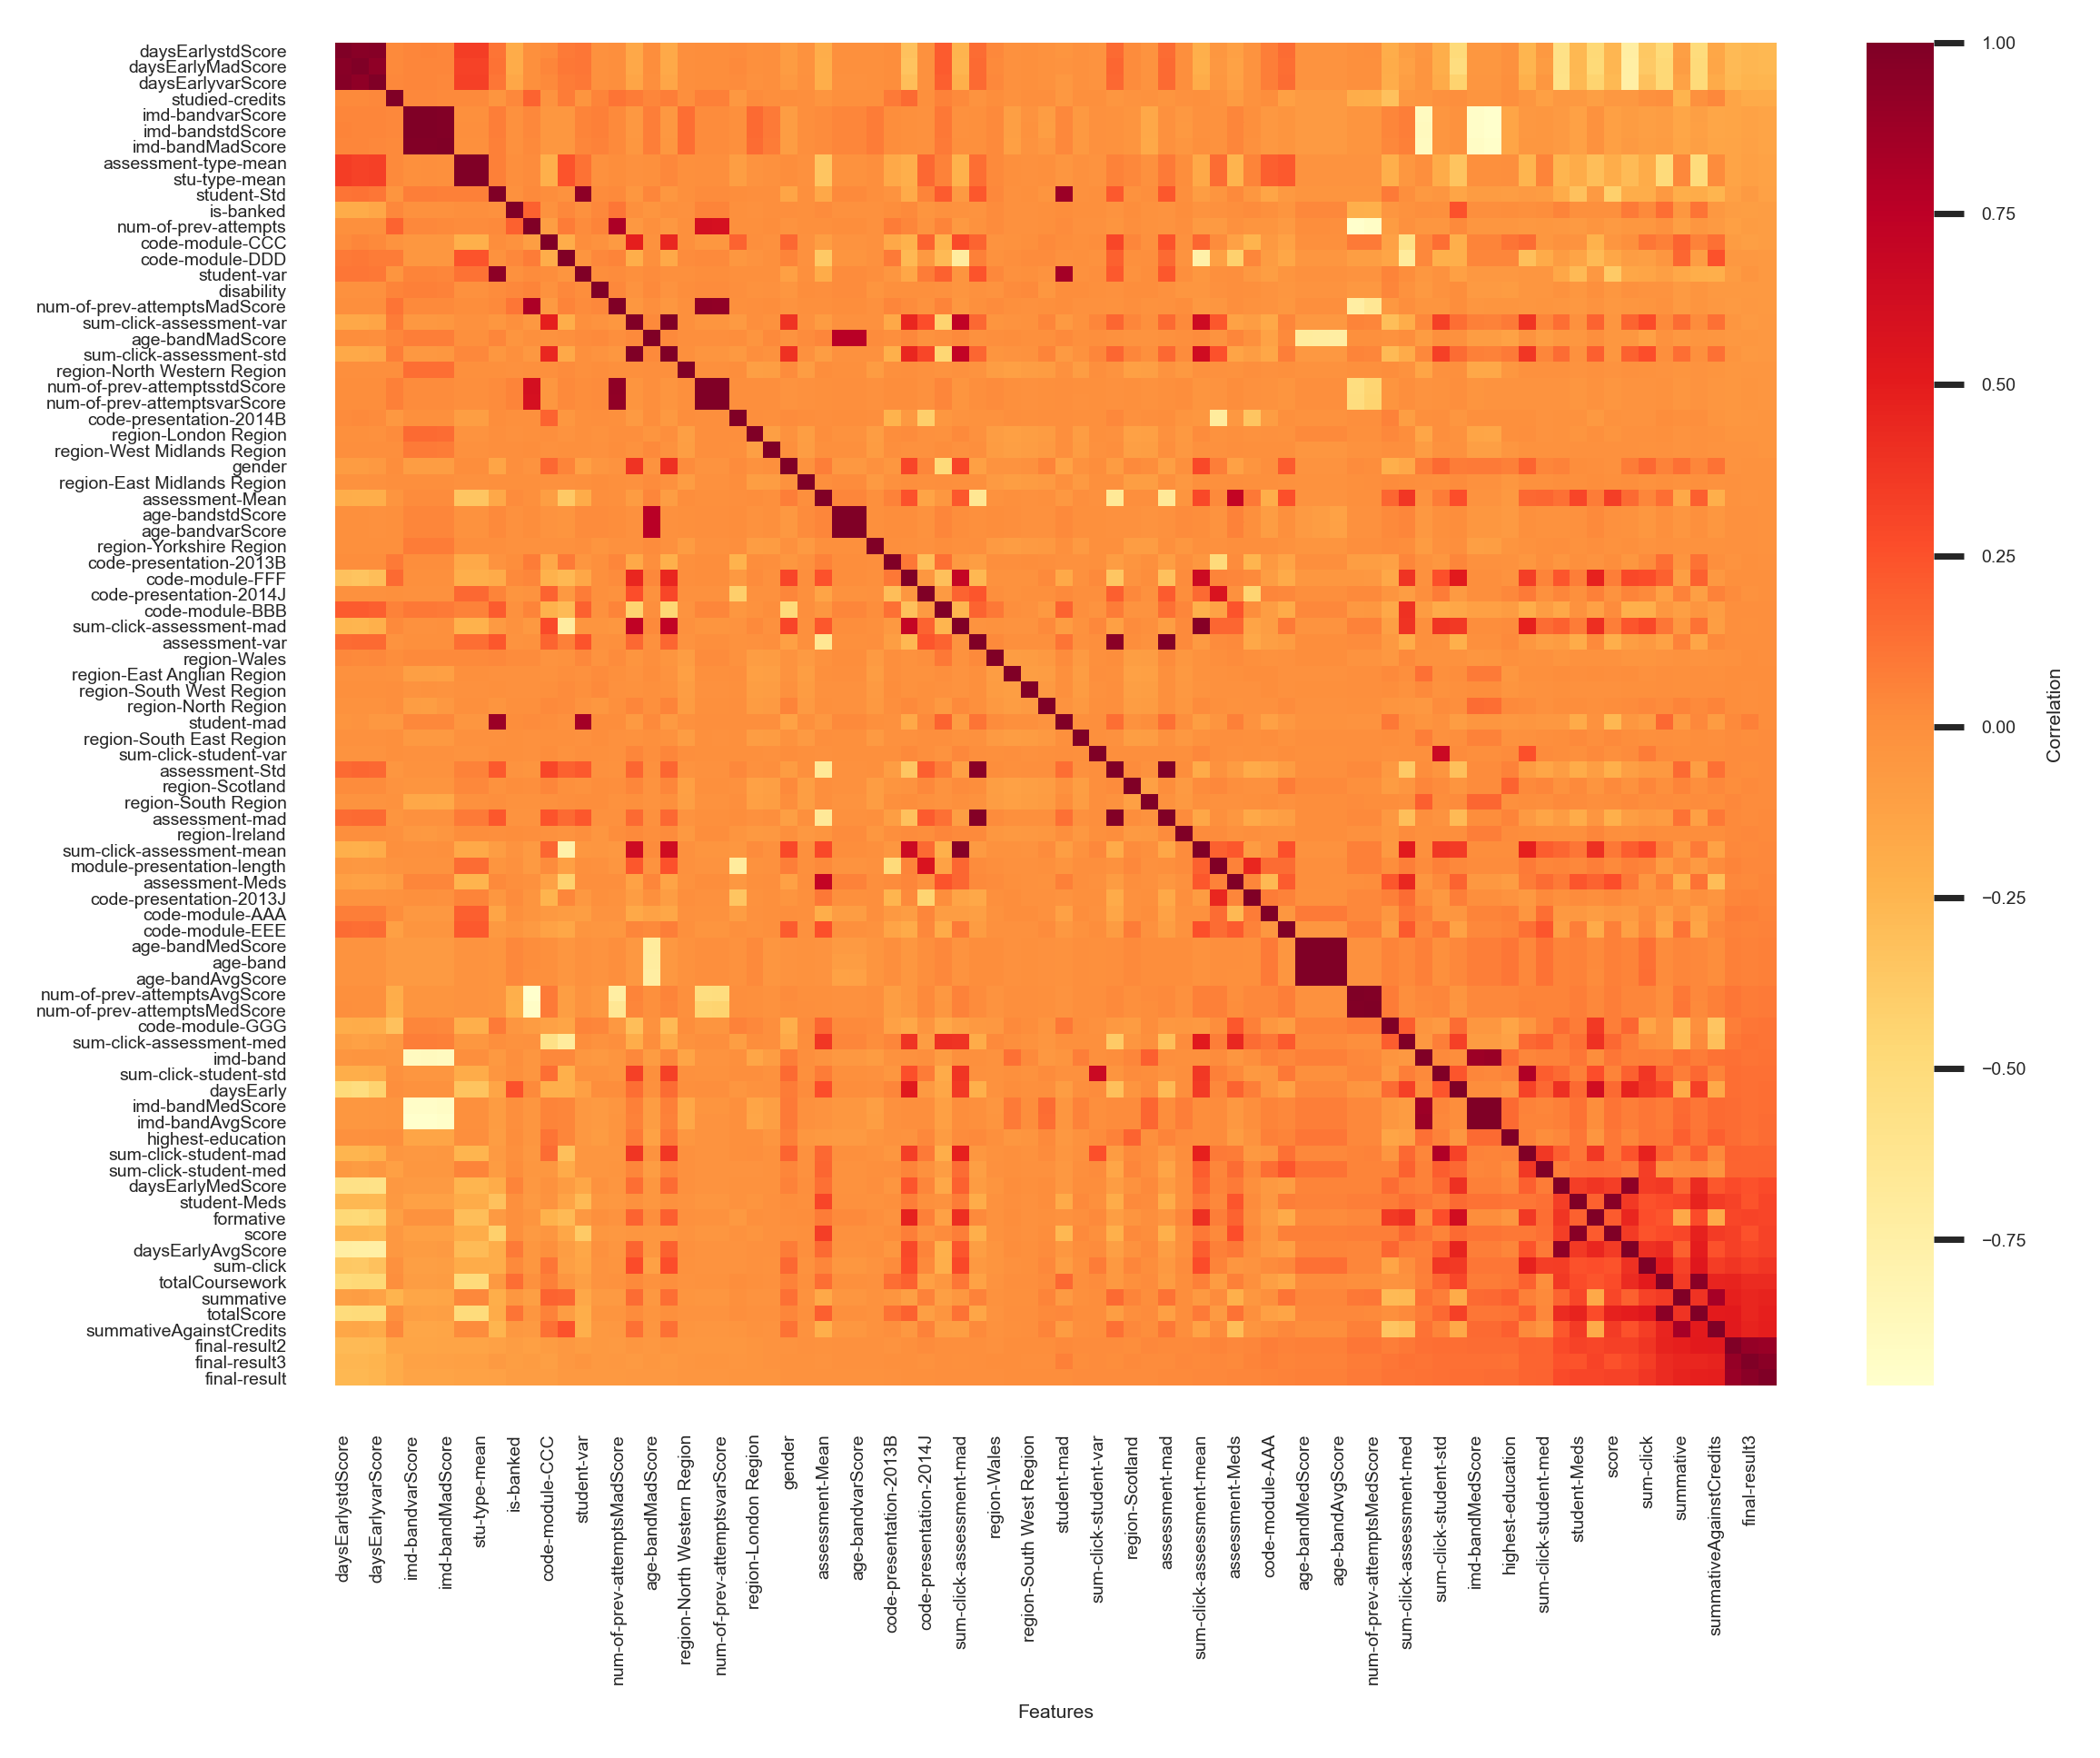 daysEarlystdScore
daysEarlyMadScore
daysEarlyvarScore
studied-credits
imd-bandvarScore
imd-bandstdScore
imd-bandMadScore
assessment-type-mean
stu-type-mean
student-Std
is-banked
num-of-prev-attempts
code-module-CCC
code-module-DDD
student-var
disability
num-of-prev-attemptsMadScore
sum-click-assessment-var
age-bandMadScore
sum-click-assessment-std
region-North Western Region
num-of-prev-attemptsstdScore
num-of-prev-attemptsvarScore
code-presentation-2014B
region-London Region
region-West Midlands Region
gender
region-East Midlands Region
assessment-Mean
age-bandstdScore
age-bandvarScore
region-Yorkshire Region
code-presentation-2013B
code-module-FFF
code-presentation-2014J
code-module-BBB
sum-click-assessment-mad
assessment-var
region-Wales
region-East Anglian Region
region-South West Region
region-North Region
student-mad
region-South East Region
sum-click-student-var
assessment-Std
region-Scotland
region-South Region
assessment-mad
region-Ireland
sum-click-assessment-mean
module-presentation-length
assessment-Meds
code-presentation-2013J
code-module-AAA
code-module-EEE
age-bandMedScore
age-band
age-bandAvgScore
num-of-prev-attemptsAvgScore
num-of-prev-attemptsMedScore
code-module-GGG
sum-click-assessment-med
imd-band
sum-click-student-std
daysEarly
imd-bandMedScore
imd-bandAvgScore
highest-education
sum-click-student-mad
sum-click-student-med
daysEarlyMedScore
student-Meds
formative
score
daysEarlyAvgScore
sum-click
totalCoursework
summative
totalScore
summativeAgainstCredits
final-result2
final-result3
final-result
daysEarlystdScore
daysEarlyvarScore
imd-bandvarScore
imd-bandMadScore
stu-type-mean
is-banked
code-module-CCC
student-var
num-of-prev-attemptsMadScore
age-bandMadScore
region-North Western Region
num-of-prev-attemptsvarScore
region-London Region
gender
assessment-Mean
age-bandvarScore
code-presentation-2013B
code-presentation-2014J
sum-click-assessment-mad
region-Wales
region-South West Region
student-mad
sum-click-student-var
region-Scotland
assessment-mad
sum-click-assessment-mean
assessment-Meds
code-module-AAA
age-bandMedScore
age-bandAvgScore
num-of-prev-attemptsMedScore
sum-click-assessment-med
sum-click-student-std
imd-bandMedScore
highest-education
sum-click-student-med
student-Meds
score
sum-click
summative
summativeAgainstCredits
final-result3
Features
1.00
0.75
0.50
0.25
0.00
−0.25
−0.50
−0.75
Correlation